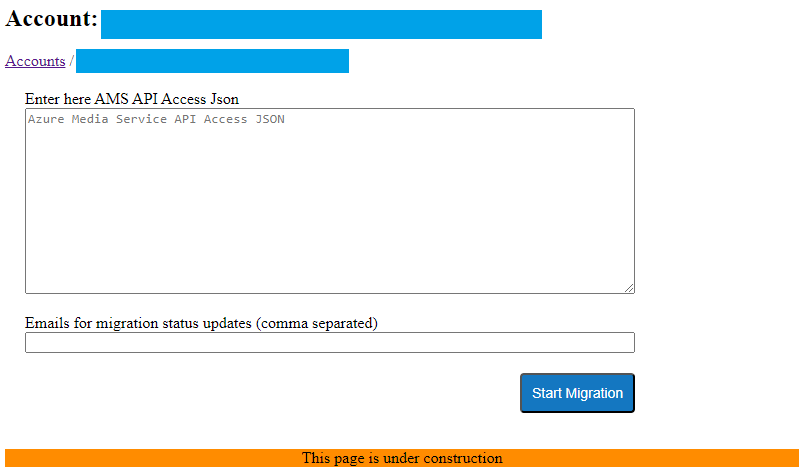 Account:
Accounts /
Enter here AMS API Access Json
Azure Media Service API Access JSON
Emails for migration status updates (comma separated)
Start Migration
This page is under construction